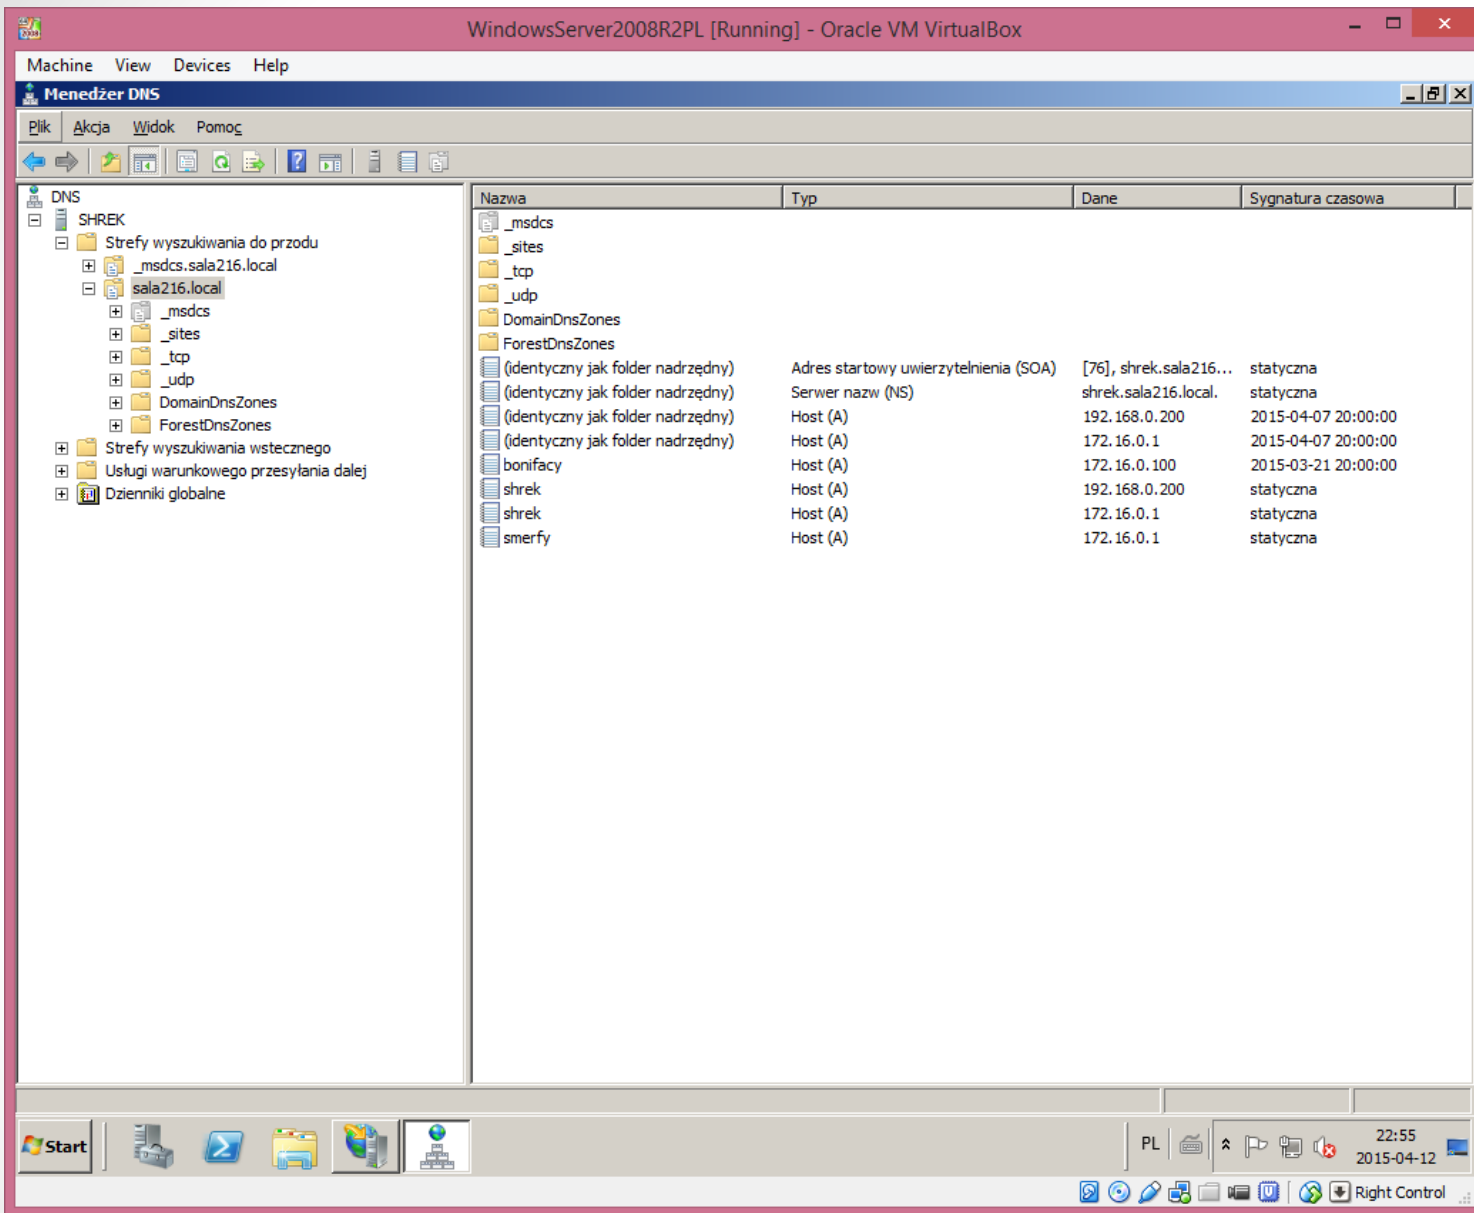 WindowsServer2008R2PL [Running] - Oracle VM VirtualBox
Machine View Devices Help
Menedżer DNS
Plik Akcja Widok Pomoc
DNS
SHREK
Strefy wyszukiwania do przodu
_msdcs.sala216.local
sala216.local
_msdcs
_sites
_tcp
_udp
DomainDnsZones
ForestDnsZones
Strefy wyszukiwania wstecznego
Usługi warunkowego przesyłania dalej
Dzienniki globalne
Nazwa Typ Dane Sygnatura czasowa
_msdcs
_sites
_tcp
_udp
DomainDnsZones
ForestDnsZones
(identyczny jak folder nadrzędny) Adres startowy uwierzytelnienia (SOA) [76], shrek.sala216... statyczna
(identyczny jak folder nadrzędny) Serwer nazw (NS) shrek.sala216.local. statyczna
(identyczny jak folder nadrzędny) Host (A) 192.168.0.200 2015-04-07 20:00:00
(identyczny jak folder nadrzędny) Host (A) 172.16.0.1 2015-04-07 20:00:00
bonifacy Host (A) 172.16.0.100 2015-03-21 20:00:00
shrek Host (A) 192.168.0.200 statyczna
shrek Host (A) 172.16.0.1 statyczna
smerfy Host (A) 172.16.0.1 statyczna
Start
PL
22:55
2015-04-12
Right Control